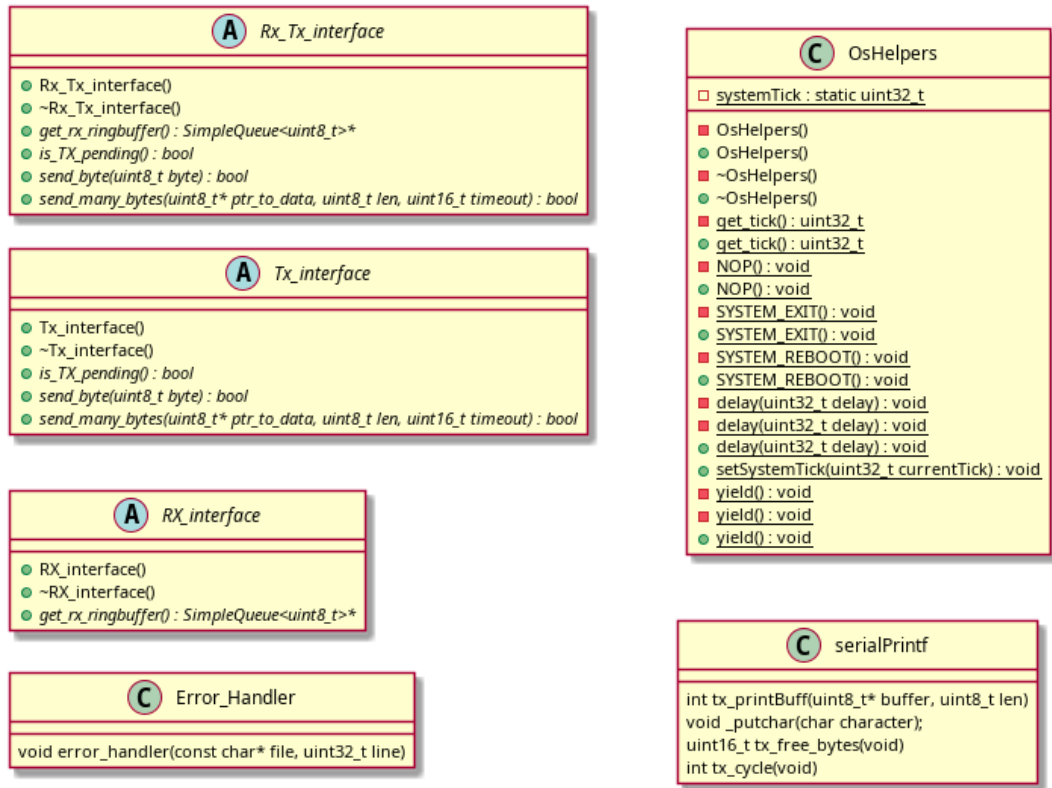 A Rx_Tx_interface
Rx_Tx_interface()
~Rx_Tx_interface()
get_rx_ringbuffer() : SimpleQueue<uint8_t>*
is_TX_pending() : bool
send_byte(uint8_t byte) : bool
send_many_bytes(uint8_t* ptr_to_data, uint8_t len, uint16_t timeout) : bool
A Tx_interface
Tx_interface()
~Tx_interface()
is_TX_pending() : bool
send_byte(uint8_t byte) : bool
send_many_bytes(uint8_t* ptr_to_data, uint8_t len, uint16_t timeout) : bool
A RX_interface
RX_interface()
~RX_interface()
get_rx_ringbuffer() : SimpleQueue<uint8_t>*
C Error_Handler
void error_handler(const char* file, uint32_t line)
C OsHelpers
systemTick : static uint32_t
OsHelpers()
OsHelpers()
~OsHelpers()
~OsHelpers()
get_tick() : uint32_t
get_tick() : uint32_t
NOP() : void
NOP() : void
SYSTEM_EXIT() : void
SYSTEM_EXIT() : void
SYSTEM_REBOOT() : void
SYSTEM_REBOOT() : void
delay(uint32_t delay) : void
delay(uint32_t delay) : void
delay(uint32_t delay) : void
setSystemTick(uint32_t currentTick) : void
yield() : void
yield() : void
yield() : void
C serialPrintf
int tx_printBuff(uint8_t* buffer, uint8_t len)
void _putchar(char character);
uint16_t tx_free_bytes(void)
int tx_cycle(void)